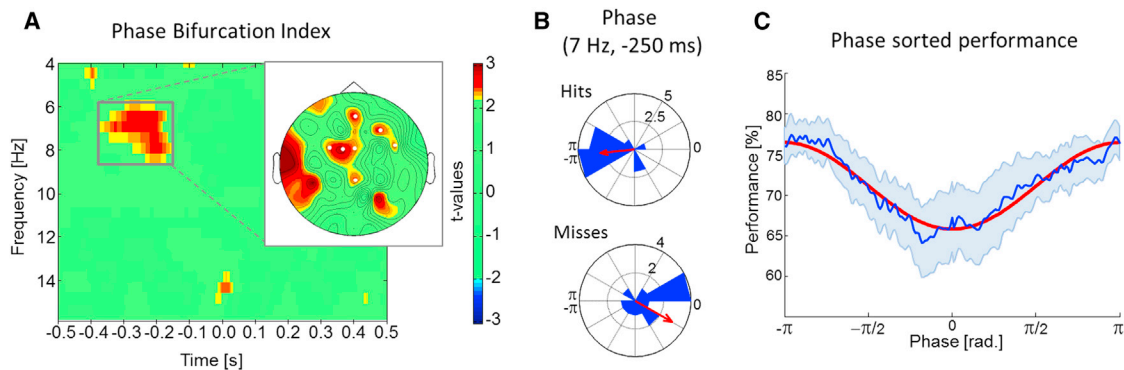 A
Phase Bifurcation Index
Frequency [Hz]
4
6
8
10
12
14
-0.5
-0.4
-0.3
-0.2
-0.1
0
0.1
0.2
0.3
0.4
0.5
Time [s]
3
2
1
0
-1
-2
-3
t-values
B
Phase
(7 Hz, -250 ms)
Hits
5
2.5
π
-π
0
Misses
4
2
π
-π
0
C
Phase sorted performance
Performance [%]
85
80
75
70
65
60
-π
−π/2
0
π/2
π
Phase [rad.]